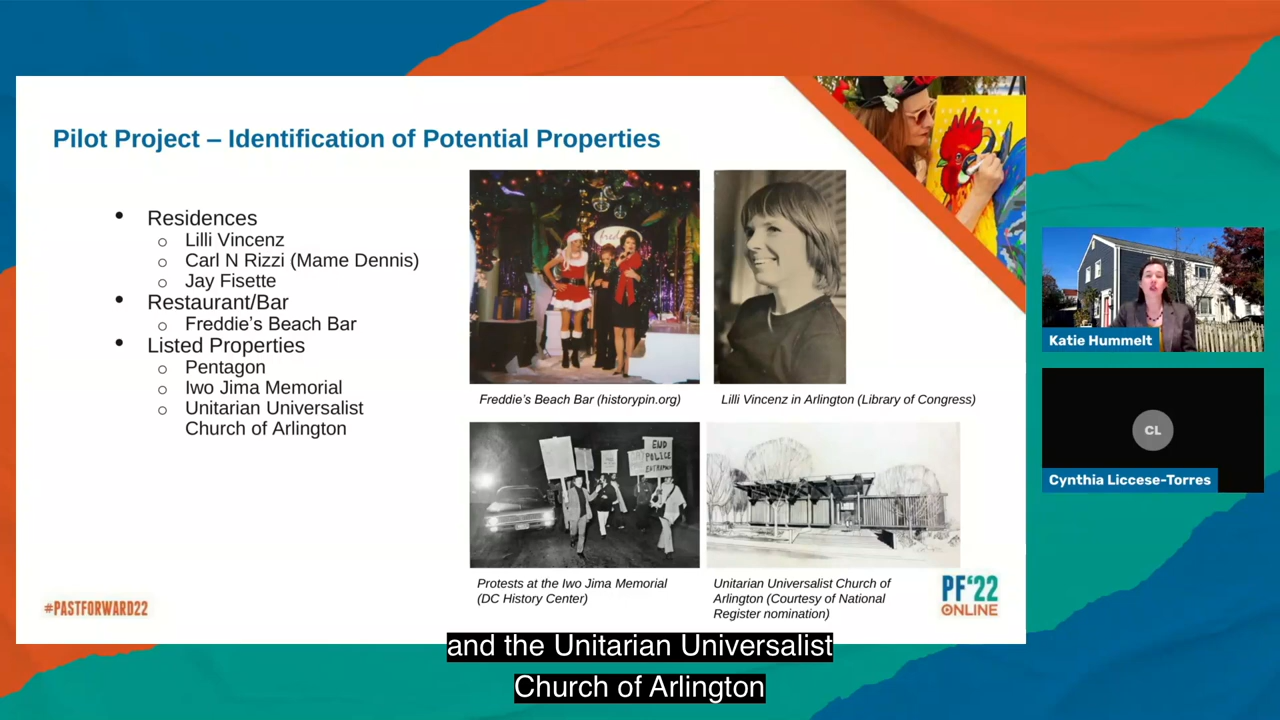 Pilot Project – Identification of Potential Properties
• Residences
o Lilli Vincenz
o Carl N Rizzi (Mame Dennis)
o Jay Fisette
• Restaurant/Bar
o Freddie's Beach Bar
• Listed Properties
o Pentagon
o Iwo Jima Memorial
o Unitarian Universalist
Church of Arlington
Freddie's Beach Bar (historypin.org)
Lilli Vincenz in Arlington (Library of Congress)
END
POLICE
Protests at the Iwo Jima Memorial
(DC History Center)
Unitarian Universalist Church of
Arlington (Courtesy of National
Register nomination)
#PASTFORWARD22
PF'22
ONLINE
Katie Hummelt
CL
Cynthia Liccese-Torres
and the Unitarian Universalist
Church of Arlington